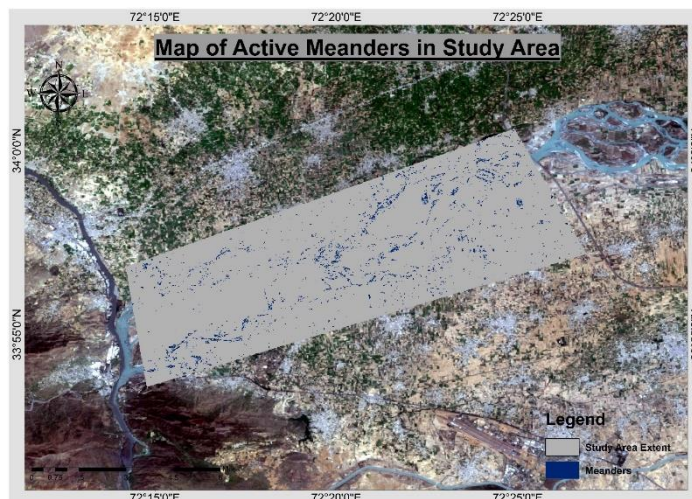 72°15'0"E 72°20'0"E 72°25'0"E
Map of Active Meanders in Study Area
N
W E
S
34°0'0"N
33°55'0"N
Legend
Study Area Extent
Meanders
72°15'0"E 72°20'0"E 72°25'0"E